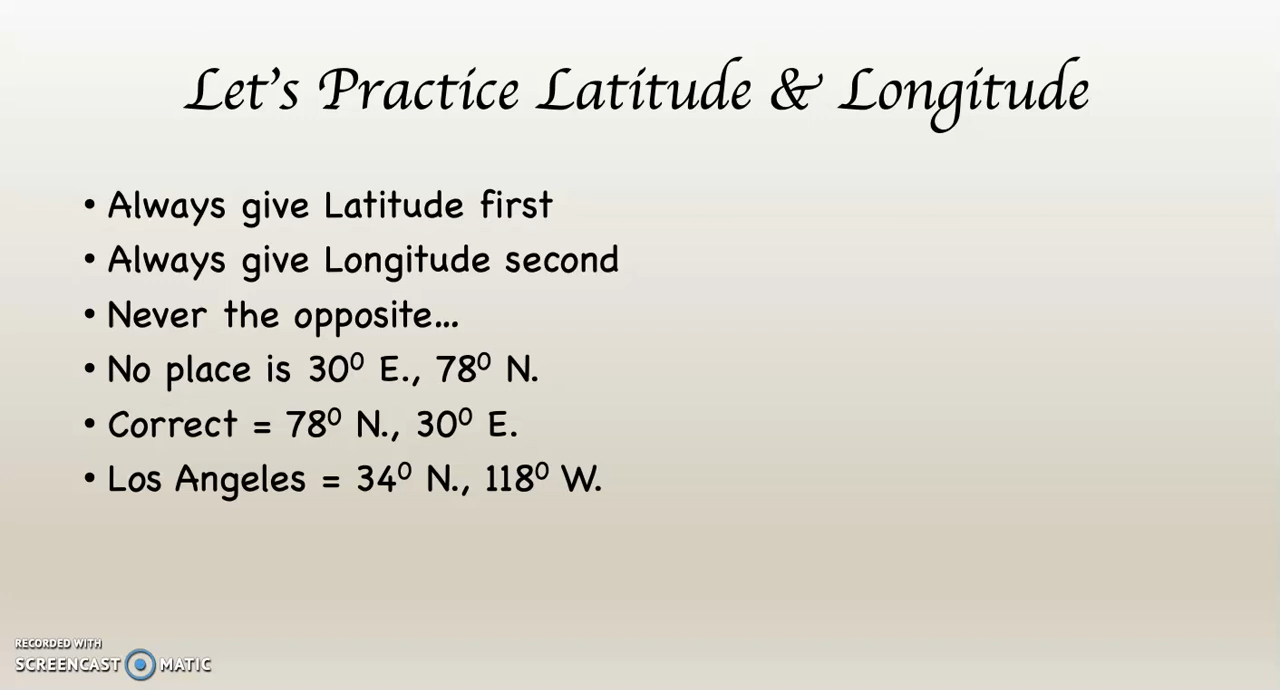 Let's Practice Latitude & Longitude
• Always give Latitude first
• Always give Longitude second
• Never the opposite...
• No place is 30⁰ E., 78⁰ N.
• Correct = 78⁰ N., 30⁰ E.
• Los Angeles = 34⁰ N., 118⁰ W.
RECORDED WITH
SCREENCAST MATIC